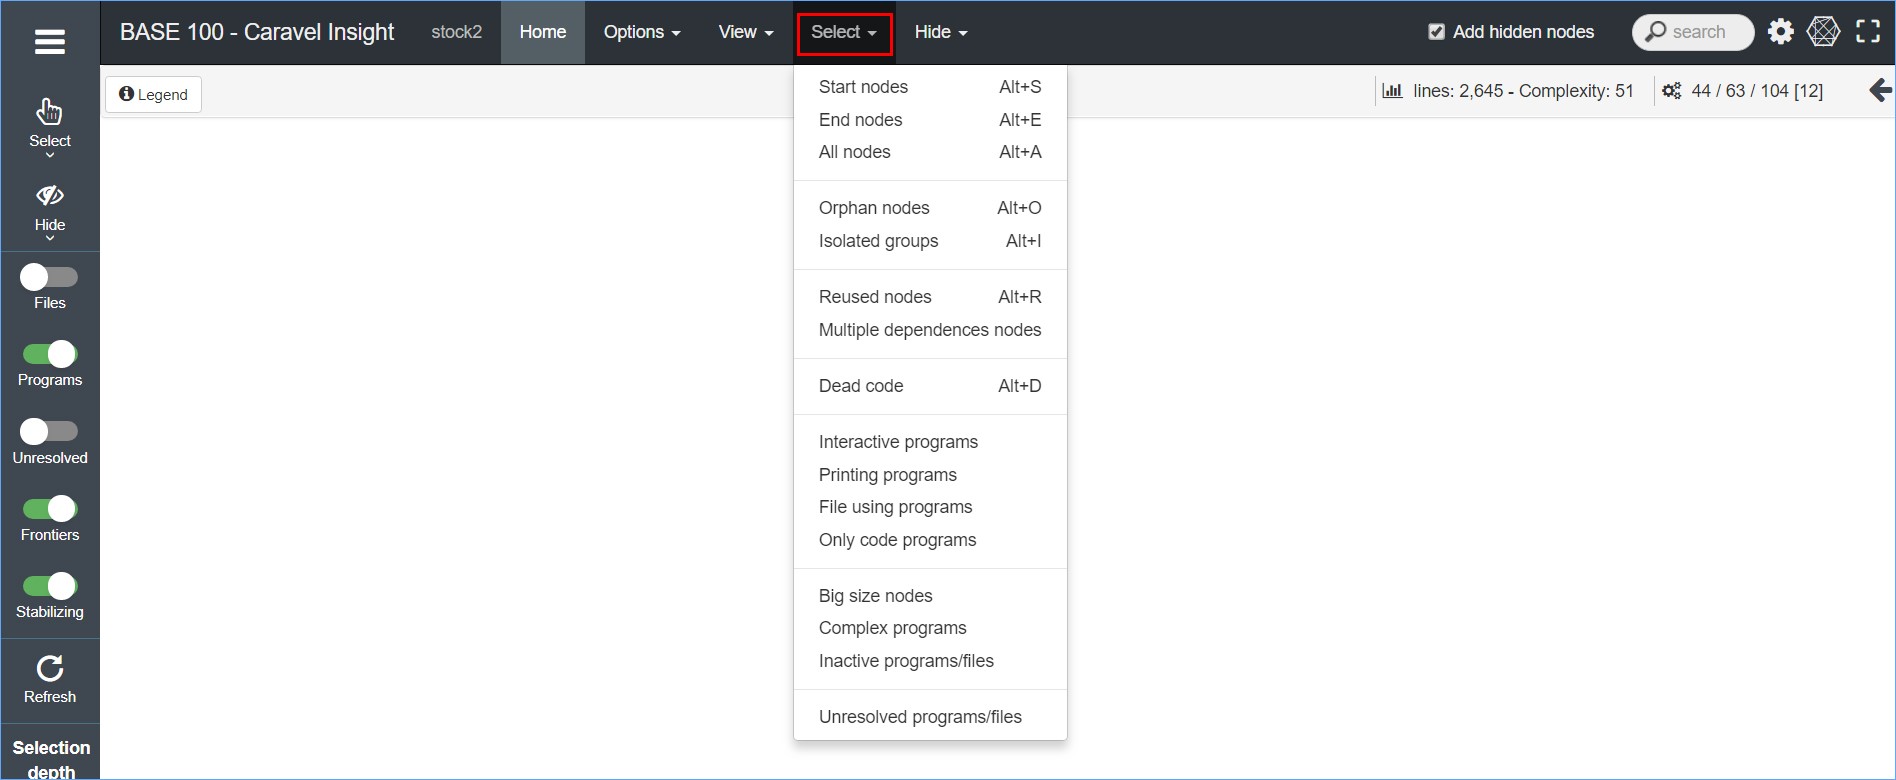 BASE 100 - Caravel Insight stock2 Home Options View Select Hide Add hidden nodes search
Legend lines: 2,645 - Complexity: 51 44 / 63 / 104 [12]
Select
Hide
Files
Programs
Unresolved
Frontiers
Stabilizing
Refresh
Selection
depth
Start nodes Alt+S
End nodes Alt+E
All nodes Alt+A
Orphan nodes Alt+O
Isolated groups Alt+I
Reused nodes Alt+R
Multiple dependences nodes
Dead code Alt+D
Interactive programs
Printing programs
File using programs
Only code programs
Big size nodes
Complex programs
Inactive programs/files
Unresolved programs/files